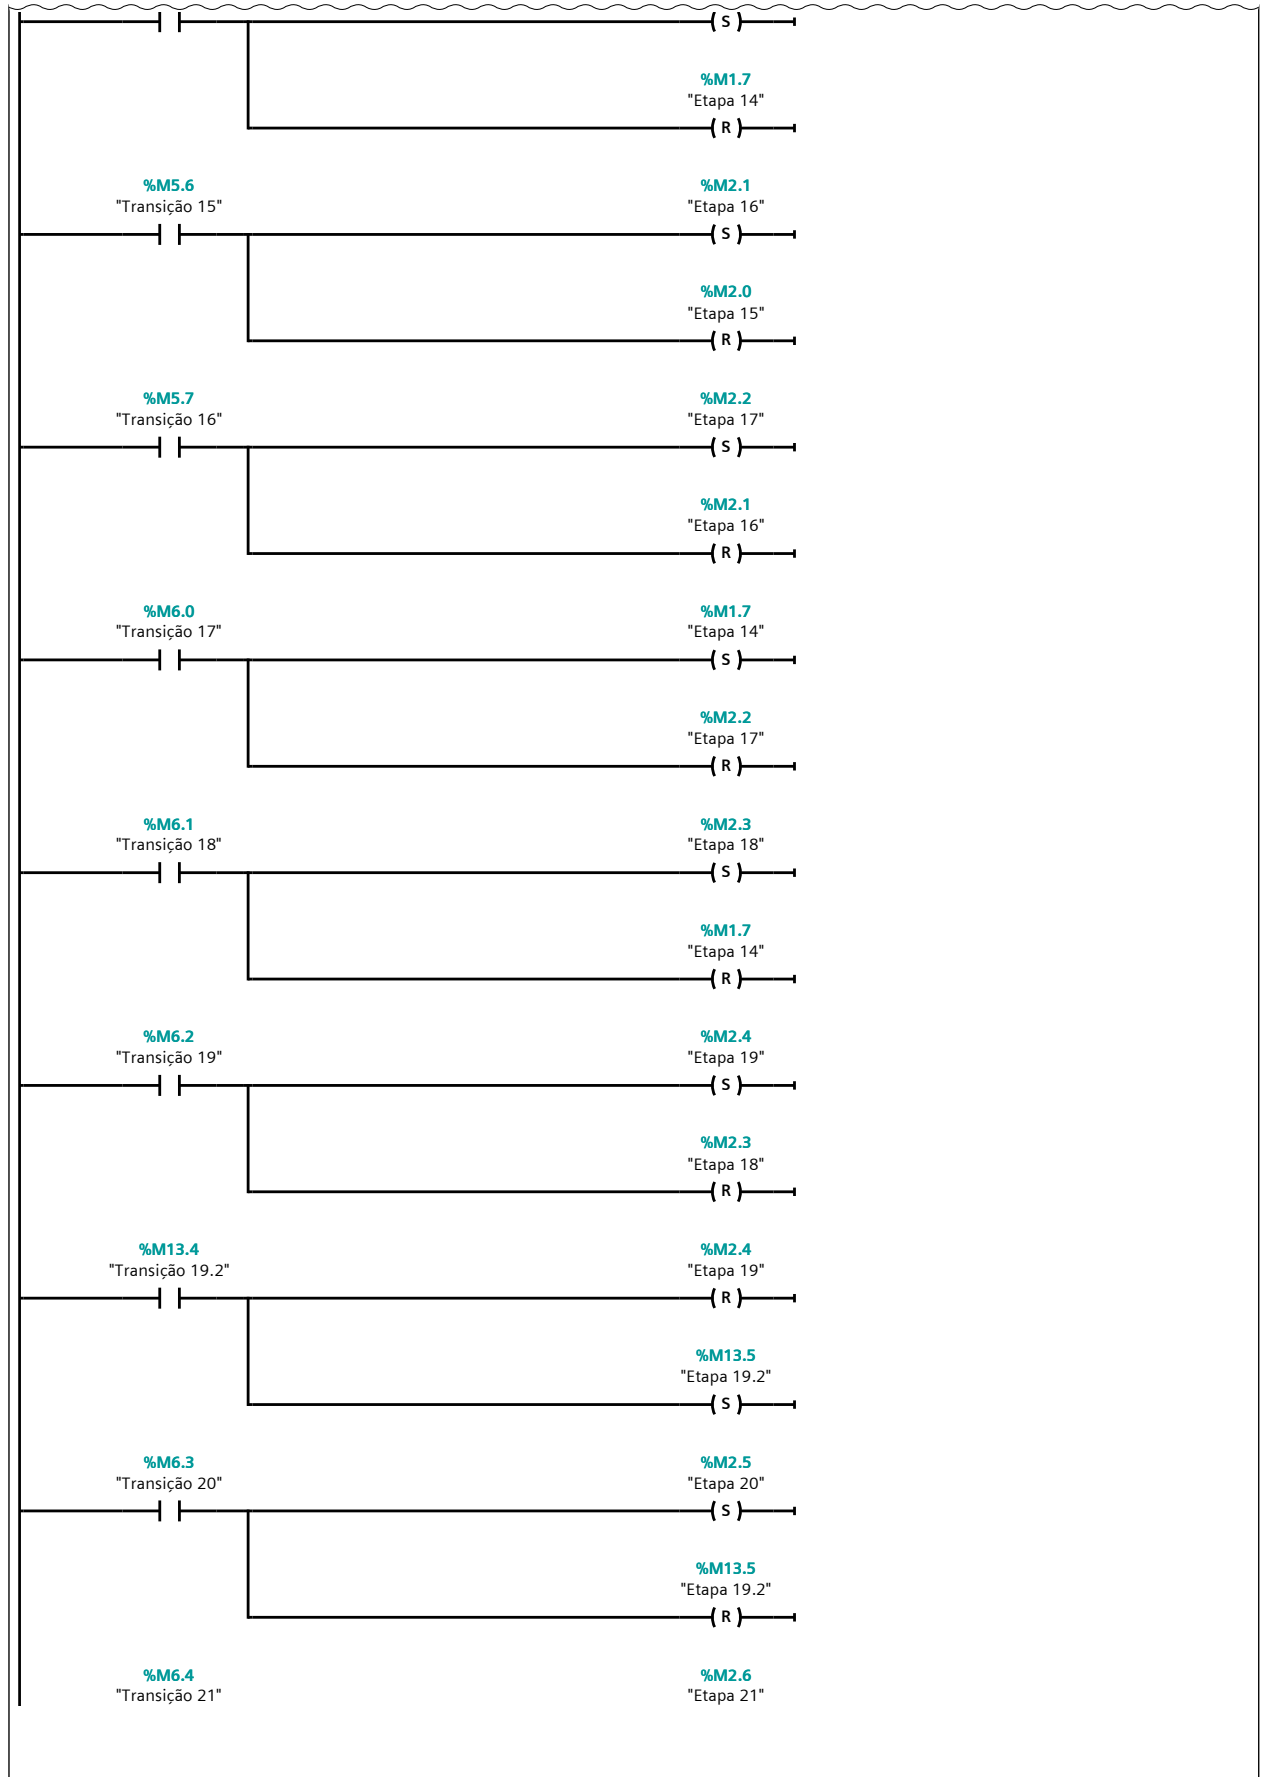 S
%M1.7
"Etapa 14"
R
%M5.6 %M2.1
"Transição 15" "Etapa 16"
S
%M2.0
"Etapa 15"
R
%M5.7 %M2.2
"Transição 16" "Etapa 17"
S
%M2.1
"Etapa 16"
R
%M6.0 %M1.7
"Transição 17" "Etapa 14"
S
%M2.2
"Etapa 17"
R
%M6.1 %M2.3
"Transição 18" "Etapa 18"
S
%M1.7
"Etapa 14"
R
%M6.2 %M2.4
"Transição 19" "Etapa 19"
S
%M2.3
"Etapa 18"
R
%M13.4 %M2.4
"Transição 19.2" "Etapa 19"
R
%M13.5
"Etapa 19.2"
S
%M6.3 %M2.5
"Transição 20" "Etapa 20"
S
%M13.5
"Etapa 19.2"
R
%M6.4 %M2.6
"Transição 21" "Etapa 21"